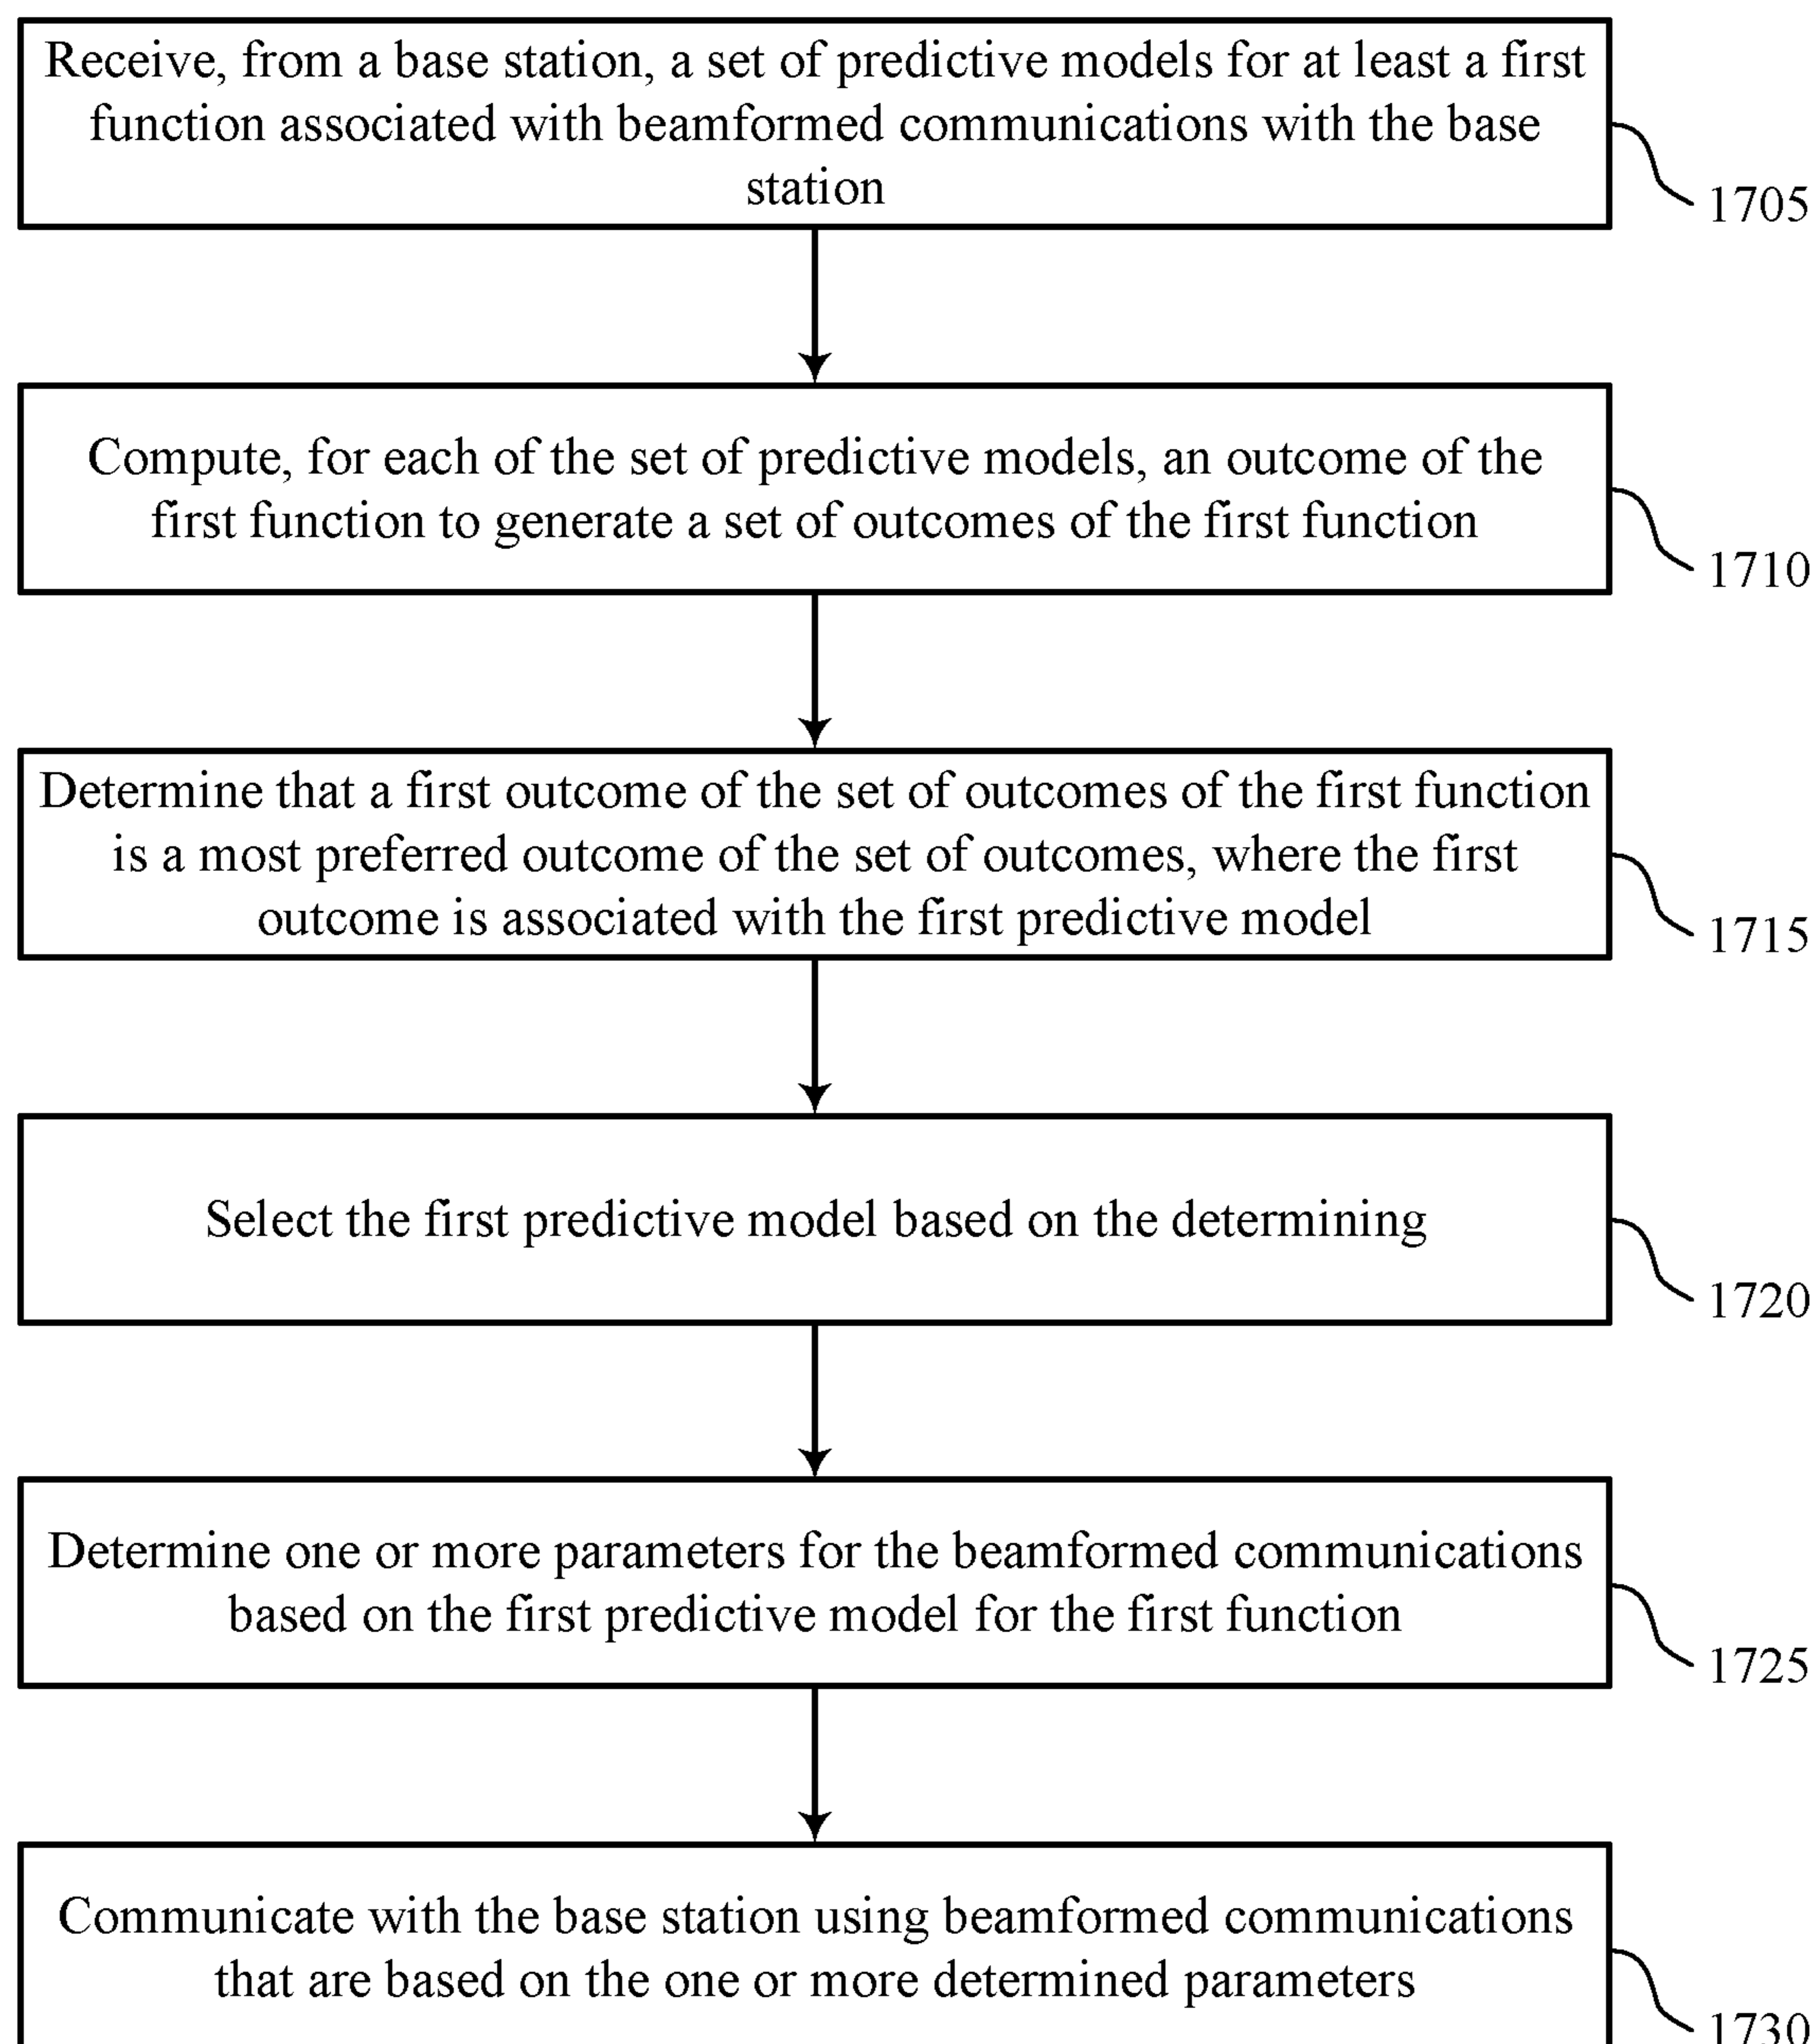 Receive, from a base station, a set of predictive models for at least a first
function associated with beamformed communications with the base
station
1705
Compute, for each of the set of predictive models, an outcome of the
first function to generate a set of outcomes of the first function
1710
Determine that a first outcome of the set of outcomes of the first function
is a most preferred outcome of the set of outcomes, where the first
outcome is associated with the first predictive model
1715
Select the first predictive model based on the determining
1720
Determine one or more parameters for the beamformed communications
based on the first predictive model for the first function
1725
Communicate with the base station using beamformed communications
that are based on the one or more determined parameters
1730